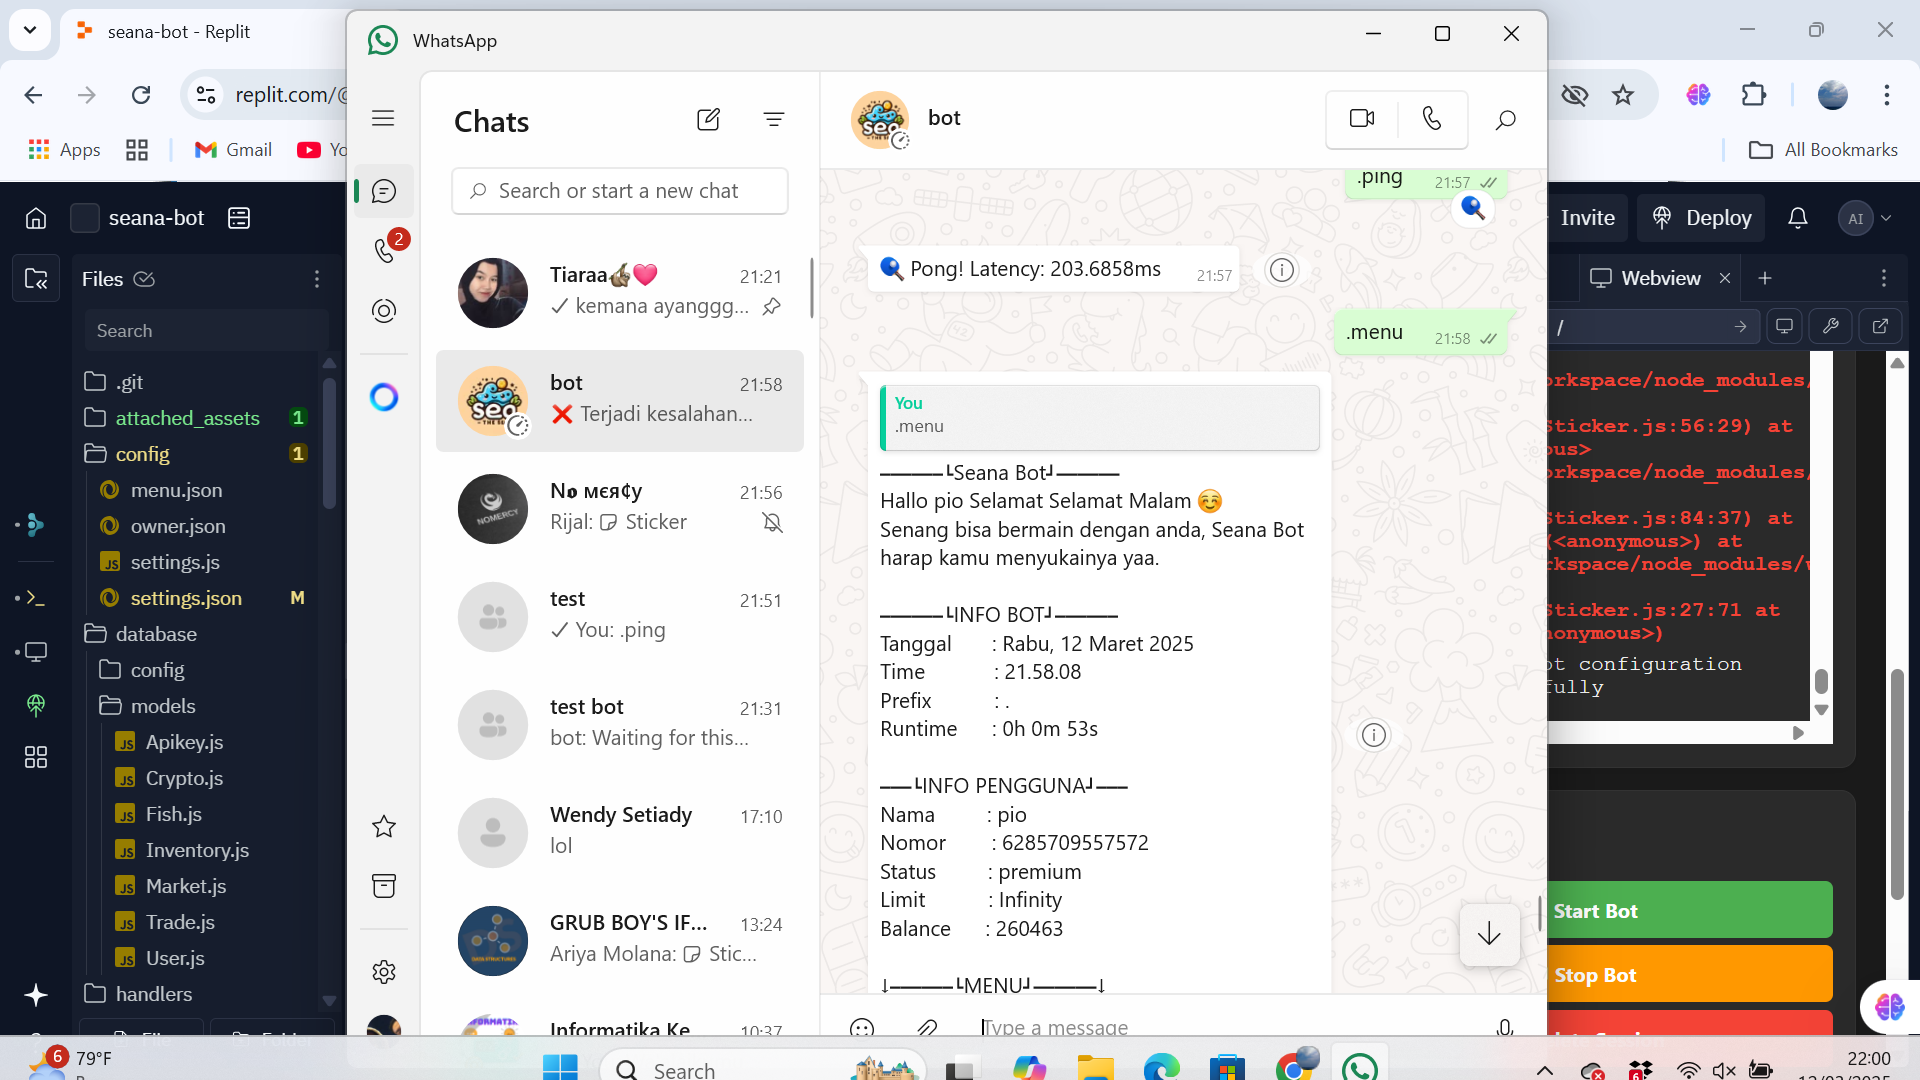 seana-bot - Replit
WhatsApp
replit.com/@
Apps
Gmail
All Bookmarks
seana-bot
Invite
Deploy
AI
Files
Search
.git
attached_assets 1
config 1
menu.json
owner.json
settings.js
settings.json M
database
config
models
Apikey.js
Crypto.js
Fish.js
Inventory.js
Market.js
Trade.js
User.js
handlers
2
Chats
Search or start a new chat
Tiaraa🦥💗 21:21
kemana ayanggg...
bot 21:58
❌ Terjadi kesalahan...
Nο мєя¢у 21:56
Rijal: Sticker
test 21:51
You: .ping
test bot 21:31
bot: Waiting for this...
Wendy Setiady 17:10
lol
GRUB BOY'S IF... 13:24
Ariya Molana: Stic...
Informatika Ke 10:37
bot
.ping 21:57
🏓 Pong! Latency: 203.6858ms 21:57
.menu 21:58
You
.menu
─────┖Seana Bot┚─────
Hallo pio Selamat Selamat Malam ☺️
Senang bisa bermain dengan anda, Seana Bot
harap kamu menyukainya yaa.
─────┖INFO BOT┚─────
Tanggal : Rabu, 12 Maret 2025
Time : 21.58.08
Prefix : .
Runtime : 0h 0m 53s
───┖INFO PENGGUNA┚───
Nama : pio
Nomor : 6285709557572
Status : premium
Limit : Infinity
Balance : 260463
↓─────┖MENU┚─────↓
Type a message
Webview
/
orkspace/node_modules/
Sticker.js:56:29) at
ous>
orkspace/node_modules/
Sticker.js:84:37) at
(<anonymous>) at
rkspace/node_modules/
Sticker.js:27:71 at
nonymous>)
ot configuration
fully
Start Bot
Stop Bot
6
79°F
Search
22:00